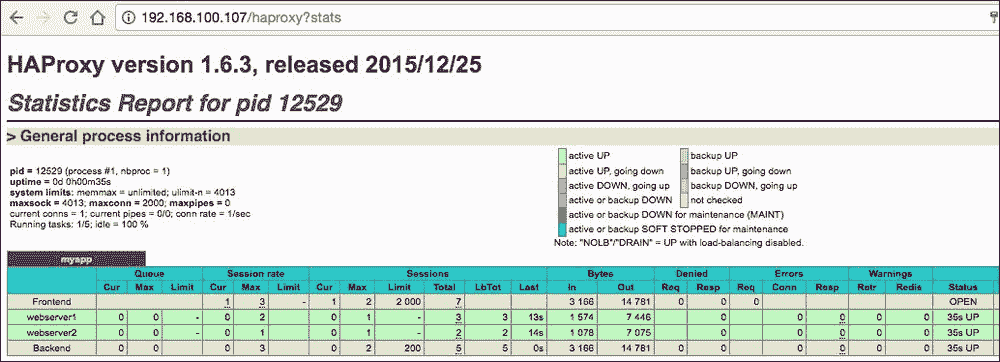 192.168.100.107/haproxy?stats
HAProxy version 1.6.3, released 2015/12/25
Statistics Report for pid 12529
> General process information
pid = 12529 (process #1, nbproc = 1)
uptime = 0d 0h00m35s
system limits: memmax = unlimited; ulimit-n = 4013
maxsock = 4013; maxconn = 2000; maxpipes = 0
current conns = 1; current pipes = 0/0; conn rate = 1/sec
Running tasks: 1/5; idle = 100 %
active UP backup UP
active UP, going down backup UP, going down
active DOWN, going up backup DOWN, going up
active or backup DOWN not checked
active or backup DOWN for maintenance (MAINT)
active or backup SOFT STOPPED for maintenance
Note: "NOLB"/"DRAIN" = UP with load-balancing disabled.
myapp
Queue Session rate Sessions Bytes Denied Errors Warnings
Cur Max Limit Cur Max Limit Cur Max Limit Total LbTot Last In Out Req Resp Req Conn Resp Retr Redis Status
Frontend 1 3 - 1 2 2 000 7 3 166 14 781 0 0 0 OPEN
webserver1 0 0 - 0 2 0 1 - 3 3 13s 1 574 7 446 0 0 0 0 0 35s UP
webserver2 0 0 - 0 1 0 1 - 2 2 14s 1 078 7 075 0 0 0 0 0 35s UP
Backend 0 0 0 3 0 2 200 5 5 0s 3 166 14 781 0 0 0 0 0 0 35s UP